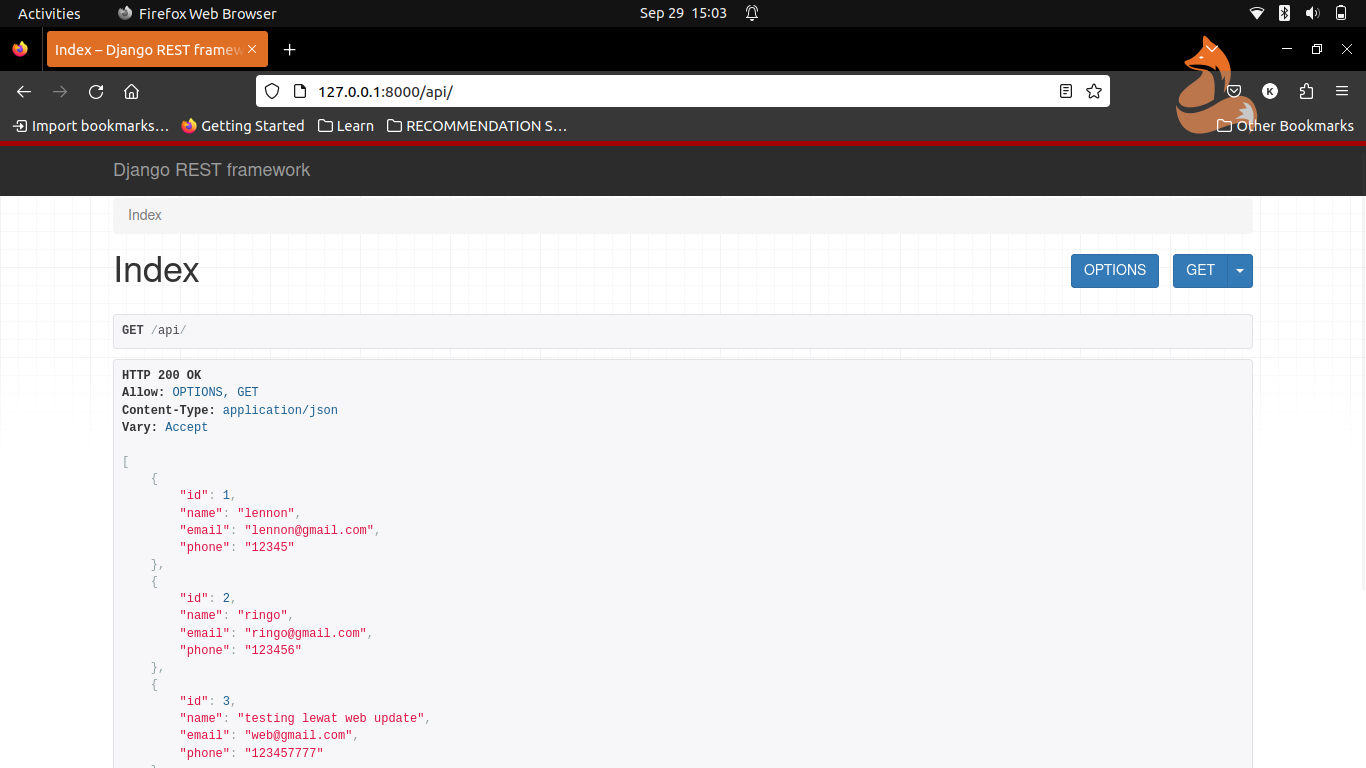 Activities
Firefox Web Browser
Sep 29 15:03
Index – Django REST framew
127.0.0.1:8000/api/
K
Import bookmarks…
Getting Started
Learn
RECOMMENDATION S…
Other Bookmarks
Django REST framework
Index
Index
OPTIONS
GET
GET /api/
HTTP 200 OK
Allow: OPTIONS, GET
Content-Type: application/json
Vary: Accept
[
{
"id": 1,
"name": "lennon",
"email": "lennon@gmail.com",
"phone": "12345"
},
{
"id": 2,
"name": "ringo",
"email": "ringo@gmail.com",
"phone": "123456"
},
{
"id": 3,
"name": "testing lewat web update",
"email": "web@gmail.com",
"phone": "123457777"